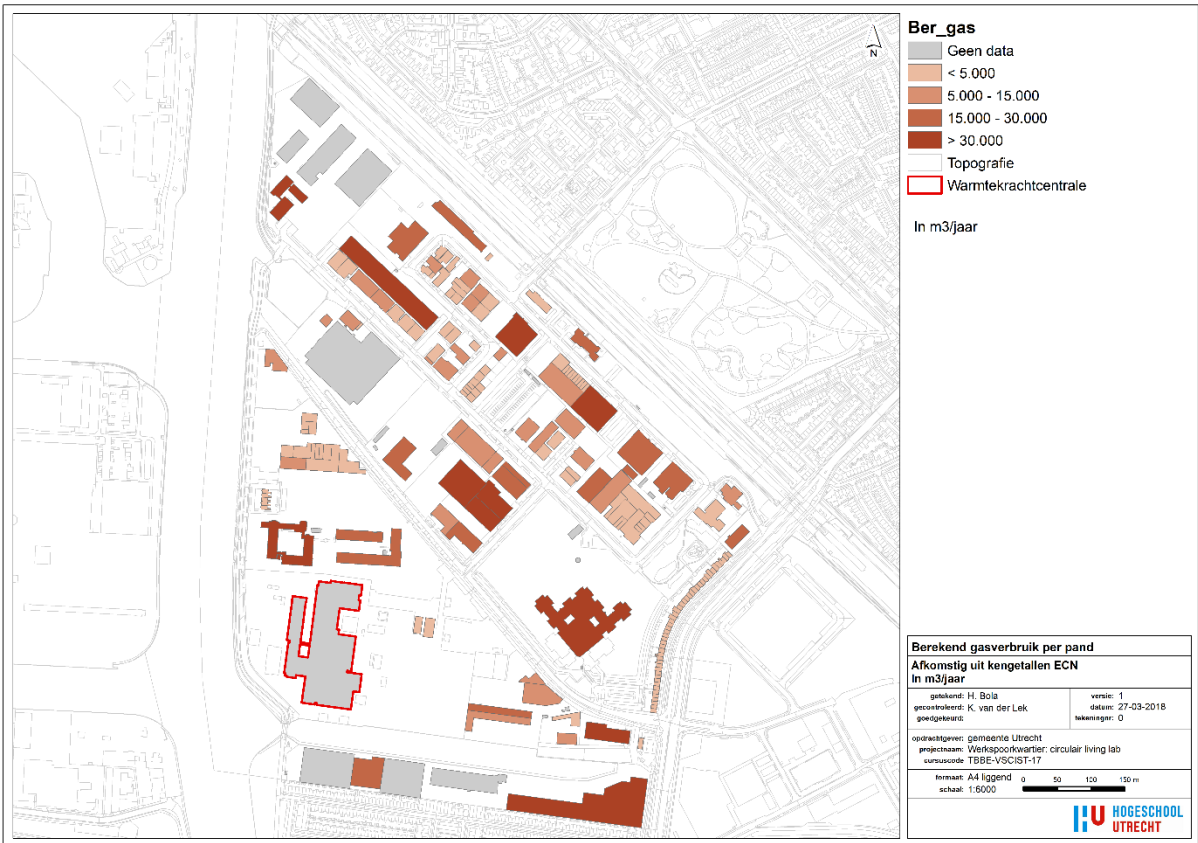 N
Ber_gas
Geen data
< 5.000
5.000 - 15.000
15.000 - 30.000
> 30.000
Topografie
Warmtekrachtcentrale
In m3/jaar
Berekend gasverbruik per pand
Afkomstig uit kengetallen ECN
In m3/jaar
getekend: H. Bola
versie: 1
gecontroleerd: K. van der Lek
datum: 27-03-2018
goedgekeurd:
tekeningnr: 0
opdrachtgever: gemeente Utrecht
projectnaam: Werkspoorkwartier: circulair living lab
cursuscode TBBE-VSCIST-17
formaat: A4 liggend
schaal: 1:6000
0 50 100 150 m
HU HOGESCHOOL
UTRECHT